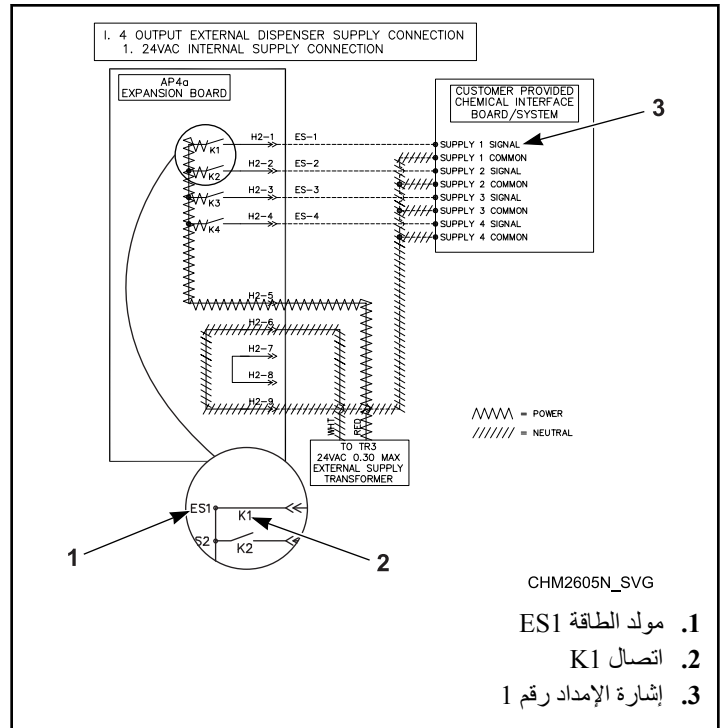 I. 4 OUTPUT EXTERNAL DISPENSER SUPPLY CONNECTION
1. 24VAC INTERNAL SUPPLY CONNECTION
AP4a
EXPANSION BOARD
CUSTOMER PROVIDED
CHEMICAL INTERFACE
BOARD/SYSTEM
3
K1
H2-1
ES-1
SUPPLY 1 SIGNAL
SUPPLY 1 COMMON
K2
H2-2
ES-2
SUPPLY 2 SIGNAL
SUPPLY 2 COMMON
K3
H2-3
ES-3
SUPPLY 3 SIGNAL
SUPPLY 3 COMMON
K4
H2-4
ES-4
SUPPLY 4 SIGNAL
SUPPLY 4 COMMON
H2-5
H2-6
H2-7
H2-8
H2-9
WHT
RED
= POWER
= NEUTRAL
TO TR3
24VAC 0.30 MAX
EXTERNAL SUPPLY
TRANSFORMER
ES1
K1
S2
K2
1
2
CHM2605N_SVG
1. مولد الطاقة ES1
2. اتصال K1
3. إشارة الإمداد رقم 1